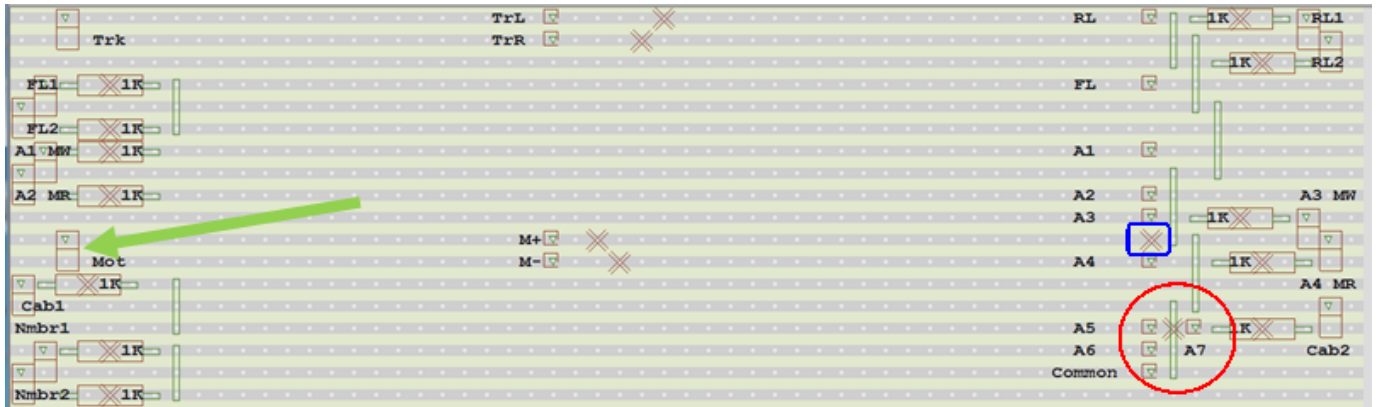 TrL RL 1K RL1
Trk TrR
1K RL2
FL1 1K FL
FL2 1K
A1 MW 1K A1
A2 MR 1K A2 A3 MW
A3 1K
M+
Mot M- A4 1K
1K A4 MR
Cab1
Nmbr1 A5 1K
1K A6 A7 Cab2
Common
Nmbr2 1K